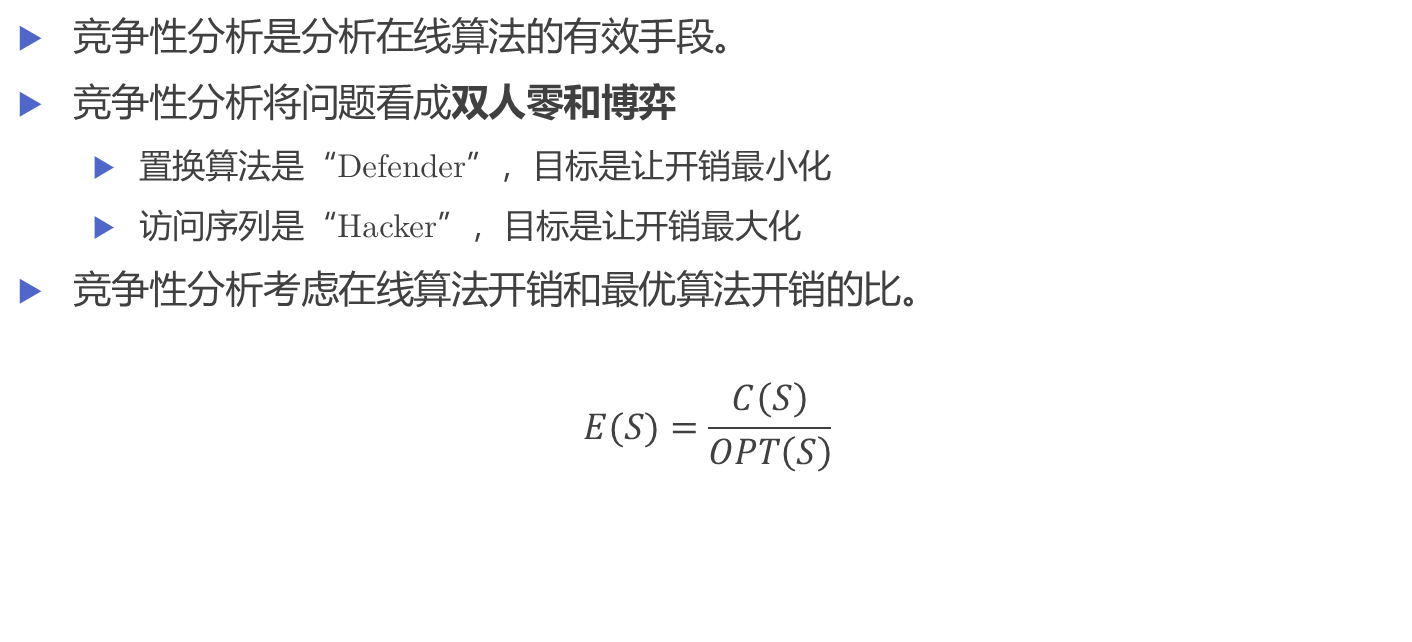 竞争性分析是分析在线算法的有效手段。
竞争性分析将问题看成双人零和博弈
置换算法是“Defender”，目标是让开销最小化
访问序列是“Hacker”，目标是让开销最大化
竞争性分析考虑在线算法开销和最优算法开销的比。
E(S) = C(S) / OPT(S)